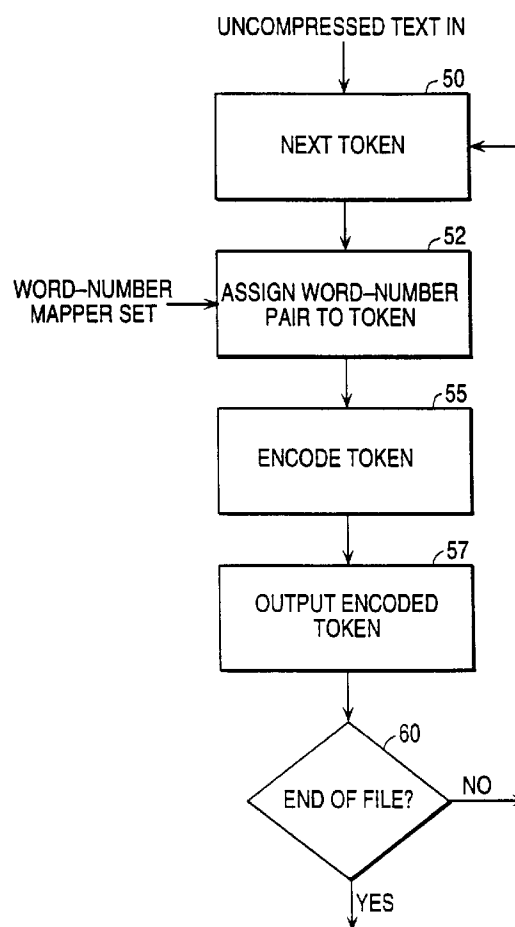 UNCOMPRESSED TEXT IN
50
NEXT TOKEN
52
WORD–NUMBER
MAPPER SET
ASSIGN WORD–NUMBER
PAIR TO TOKEN
55
ENCODE TOKEN
57
OUTPUT ENCODED
TOKEN
60
END OF FILE?
NO
YES